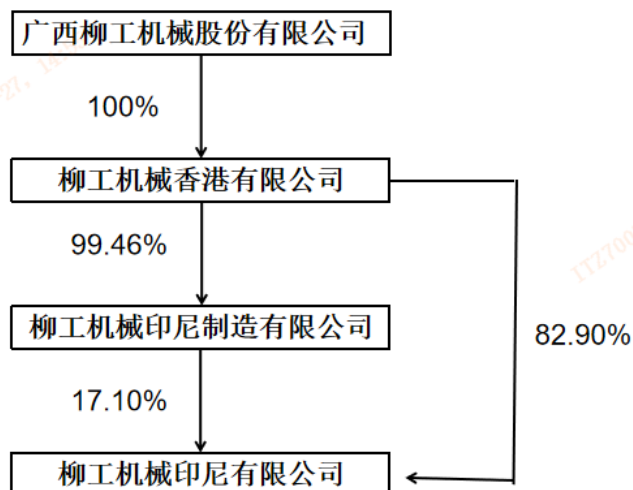 广西柳工机械股份有限公司
100%
柳工机械香港有限公司
99.46%
柳工机械印尼制造有限公司
82.90%
17.10%
柳工机械印尼有限公司